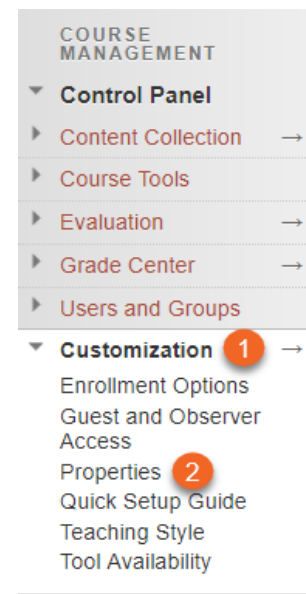 COURSE
MANAGEMENT
Control Panel
Content Collection →
Course Tools
Evaluation →
Grade Center →
Users and Groups
Customization 1 →
Enrollment Options
Guest and Observer
Access
Properties 2
Quick Setup Guide
Teaching Style
Tool Availability